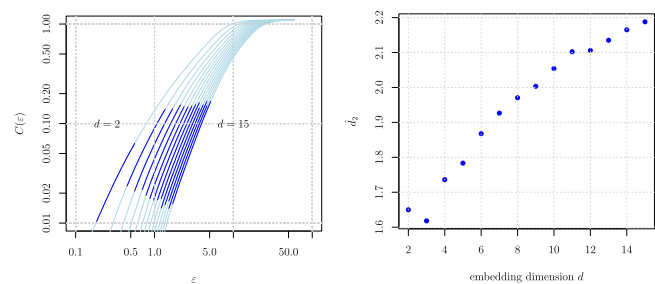 C(ε)
1.00
0.50
0.20
0.10
0.05
0.02
0.01
d = 2
d = 15
0.1 0.5 1.0 5.0 50.0
ε
d̂₂
2.2
2.1
2.0
1.9
1.8
1.7
1.6
2 4 6 8 10 12 14
embedding dimension d